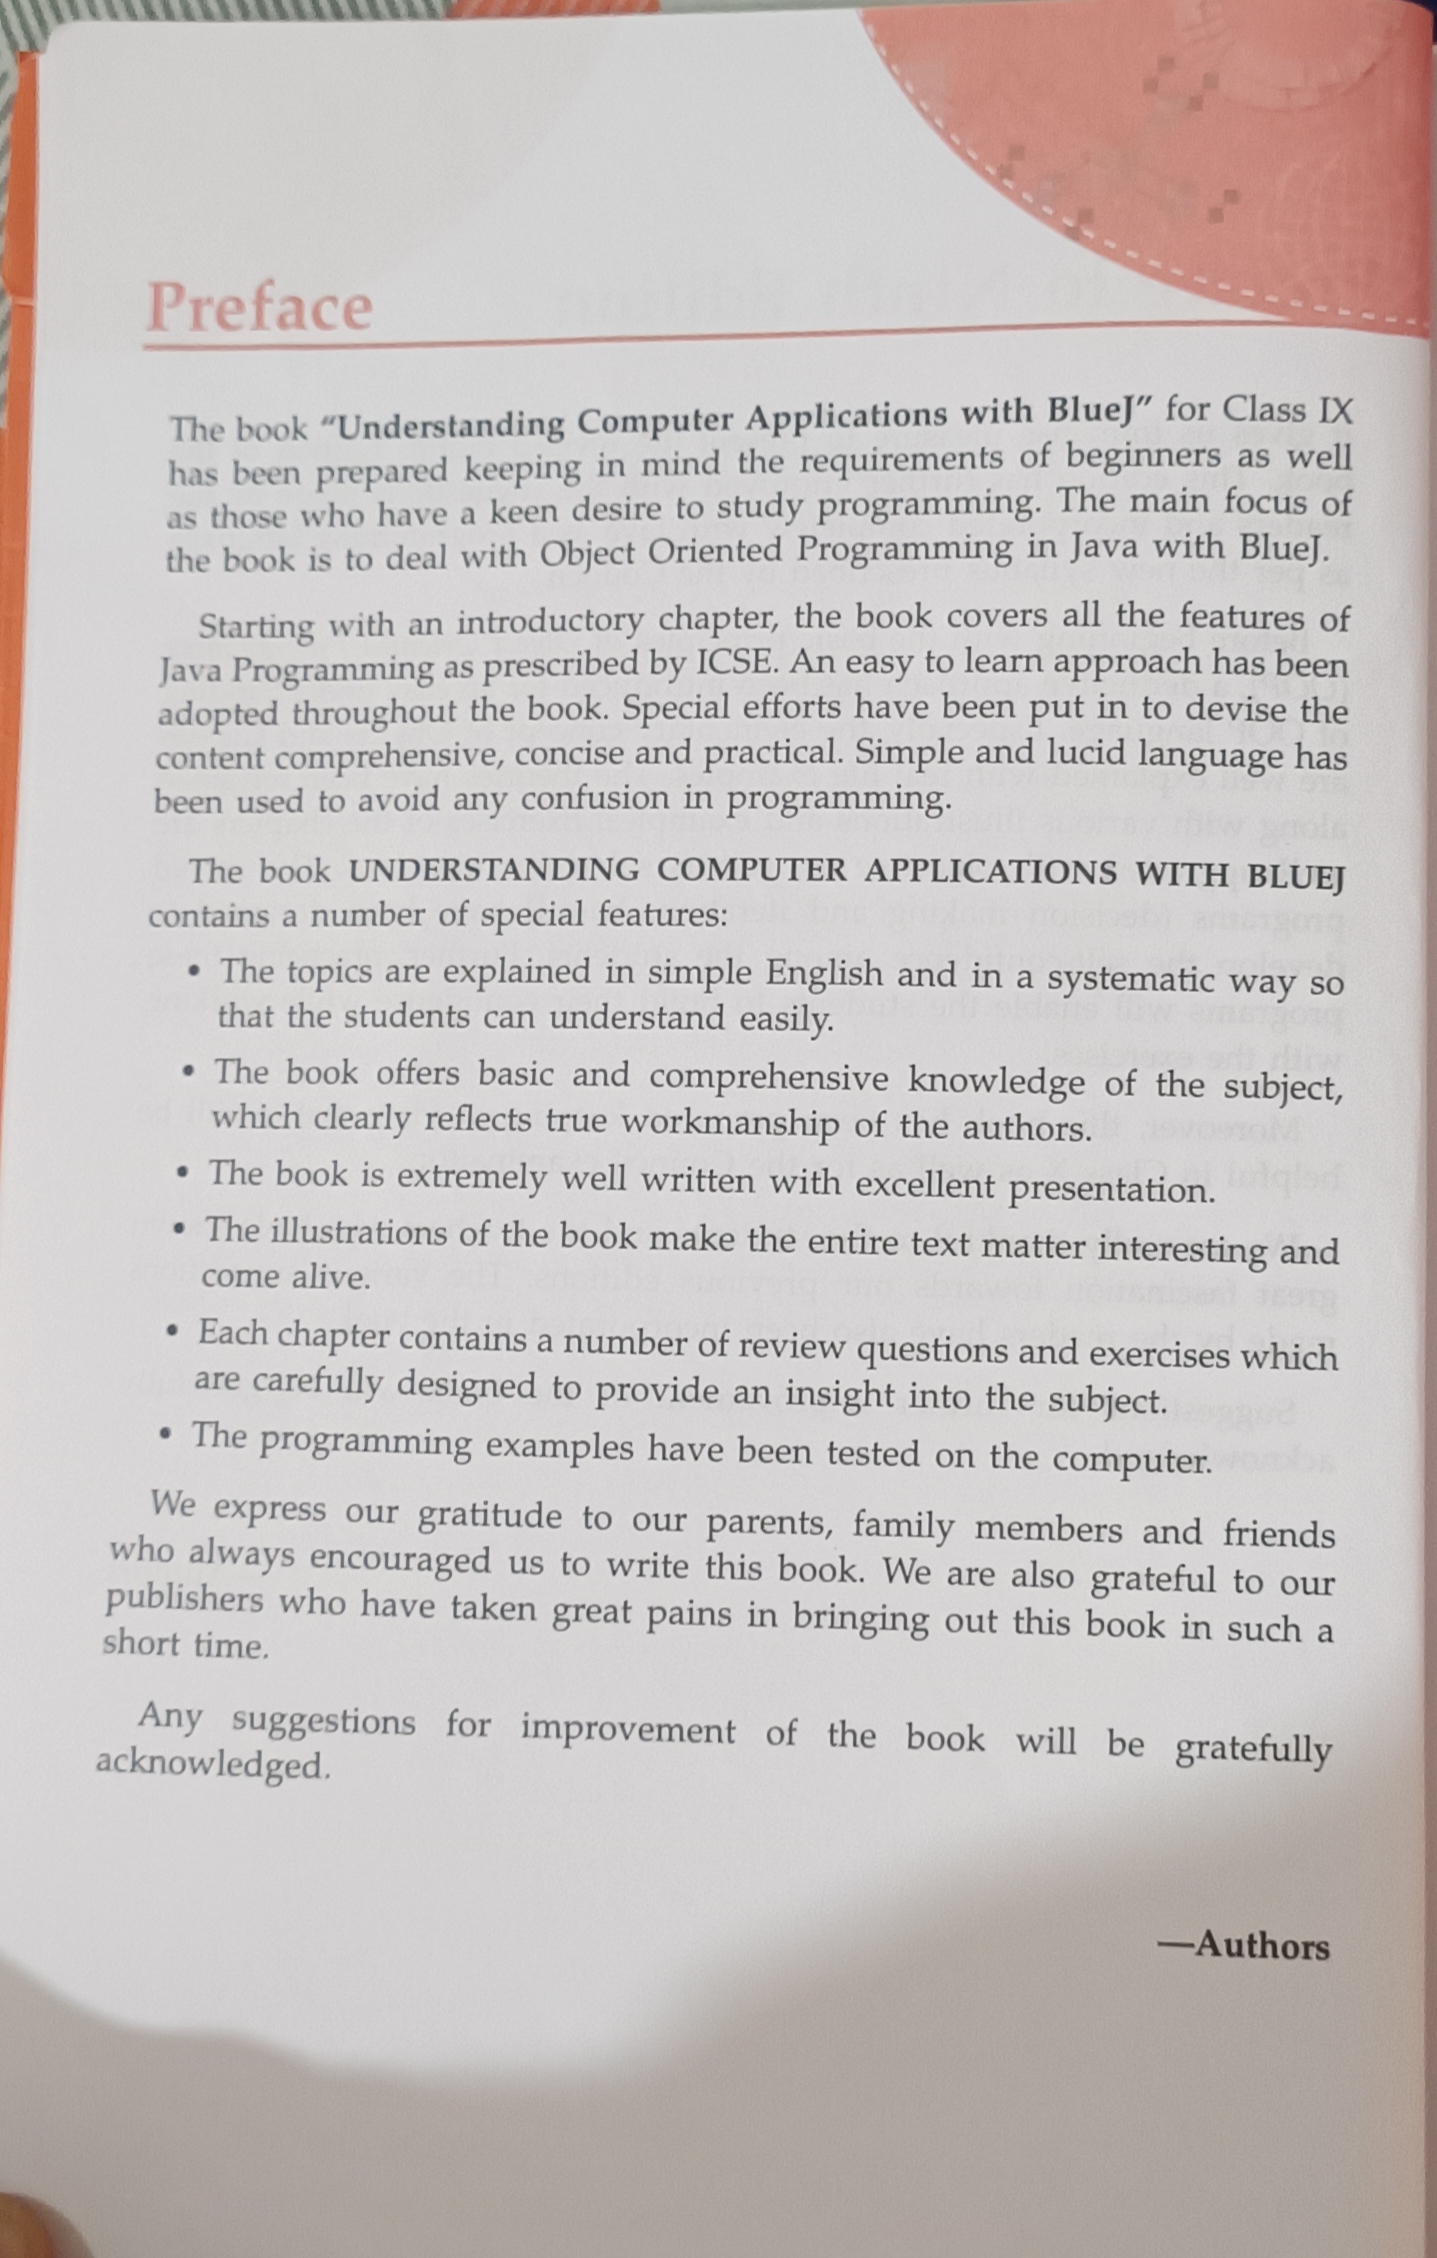 Preface
The book “Understanding Computer Applications with BlueJ” for Class IX
has been prepared keeping in mind the requirements of beginners as well
as those who have a keen desire to study programming. The main focus of
the book is to deal with Object Oriented Programming in Java with BlueJ.
Starting with an introductory chapter, the book covers all the features of
Java Programming as prescribed by ICSE. An easy to learn approach has been
adopted throughout the book. Special efforts have been put in to devise the
content comprehensive, concise and practical. Simple and lucid language has
been used to avoid any confusion in programming.
The book UNDERSTANDING COMPUTER APPLICATIONS WITH BLUEJ
contains a number of special features:
• The topics are explained in simple English and in a systematic way so
that the students can understand easily.
• The book offers basic and comprehensive knowledge of the subject,
which clearly reflects true workmanship of the authors.
• The book is extremely well written with excellent presentation.
• The illustrations of the book make the entire text matter interesting and
come alive.
• Each chapter contains a number of review questions and exercises which
are carefully designed to provide an insight into the subject.
• The programming examples have been tested on the computer.
We express our gratitude to our parents, family members and friends
who always encouraged us to write this book. We are also grateful to our
publishers who have taken great pains in bringing out this book in such a
short time.
Any suggestions for improvement of the book will be gratefully
acknowledged.
—Authors